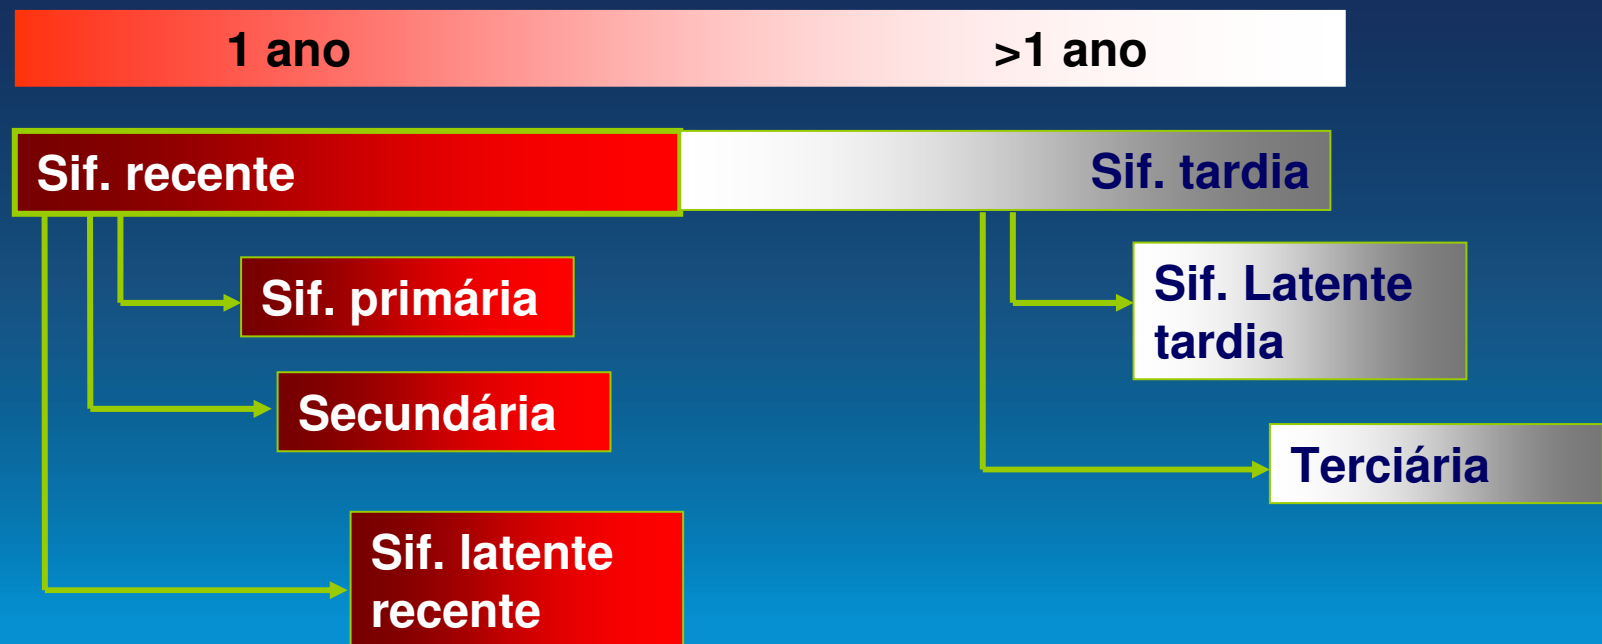 1 ano
>1 ano
Sif. recente
Sif. tardia
Sif. primária
Sif. Latente
tardia
Secundária
Terciária
Sif. latente
recente